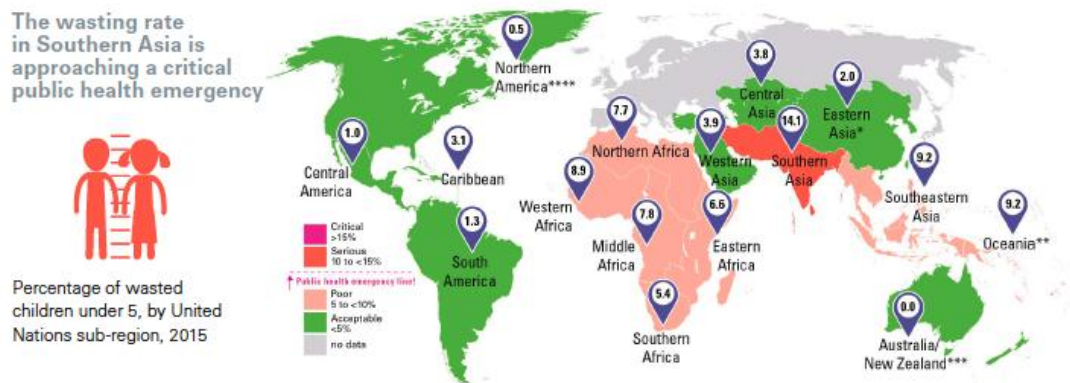 The wasting rate
in Southern Asia is
approaching a critical
public health emergency
Percentage of wasted
children under 5, by United
Nations sub-region, 2015
0.5
Northern
America****
1.0
Central
America
3.1
Caribbean
1.3
South
America
7.7
Northern Africa
8.9
Western
Africa
7.8
Middle
Africa
6.6
Eastern
Africa
5.4
Southern
Africa
3.9
Western
Asia
3.8
Central
Asia
14.1
Southern
Asia
2.0
Eastern
Asia*
9.2
Southeastern
Asia
9.2
Oceania**
0.0
Australia/
New Zealand***
Critical
>15%
Serious
10 to <15%
Public health emergency line!
Poor
5 to <10%
Acceptable
<5%
no data